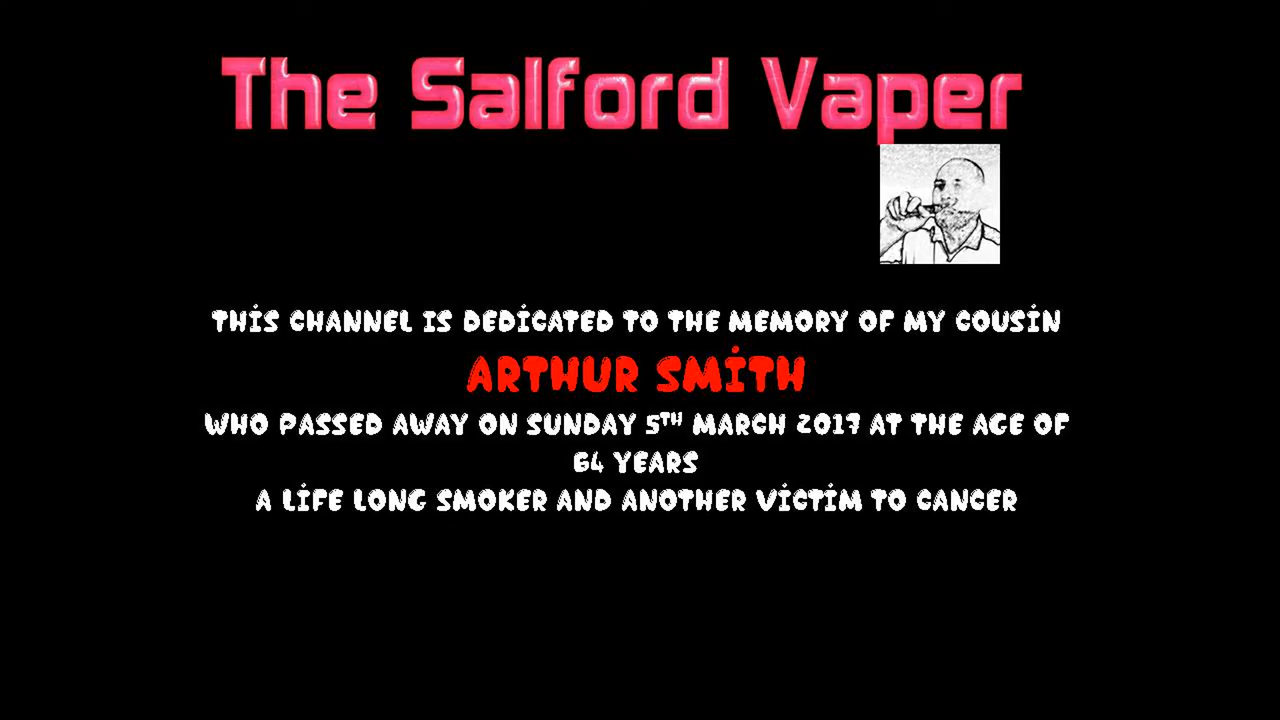 The Salford Vaper
THIS CHANNEL IS DEDICATED TO THE MEMORY OF MY COUSIN
ARTHUR SMITH
WHO PASSED AWAY ON SUNDAY 5TH MARCH 2017 AT THE AGE OF
64 YEARS
A LIFE LONG SMOKER AND ANOTHER VICTIM TO CANCER